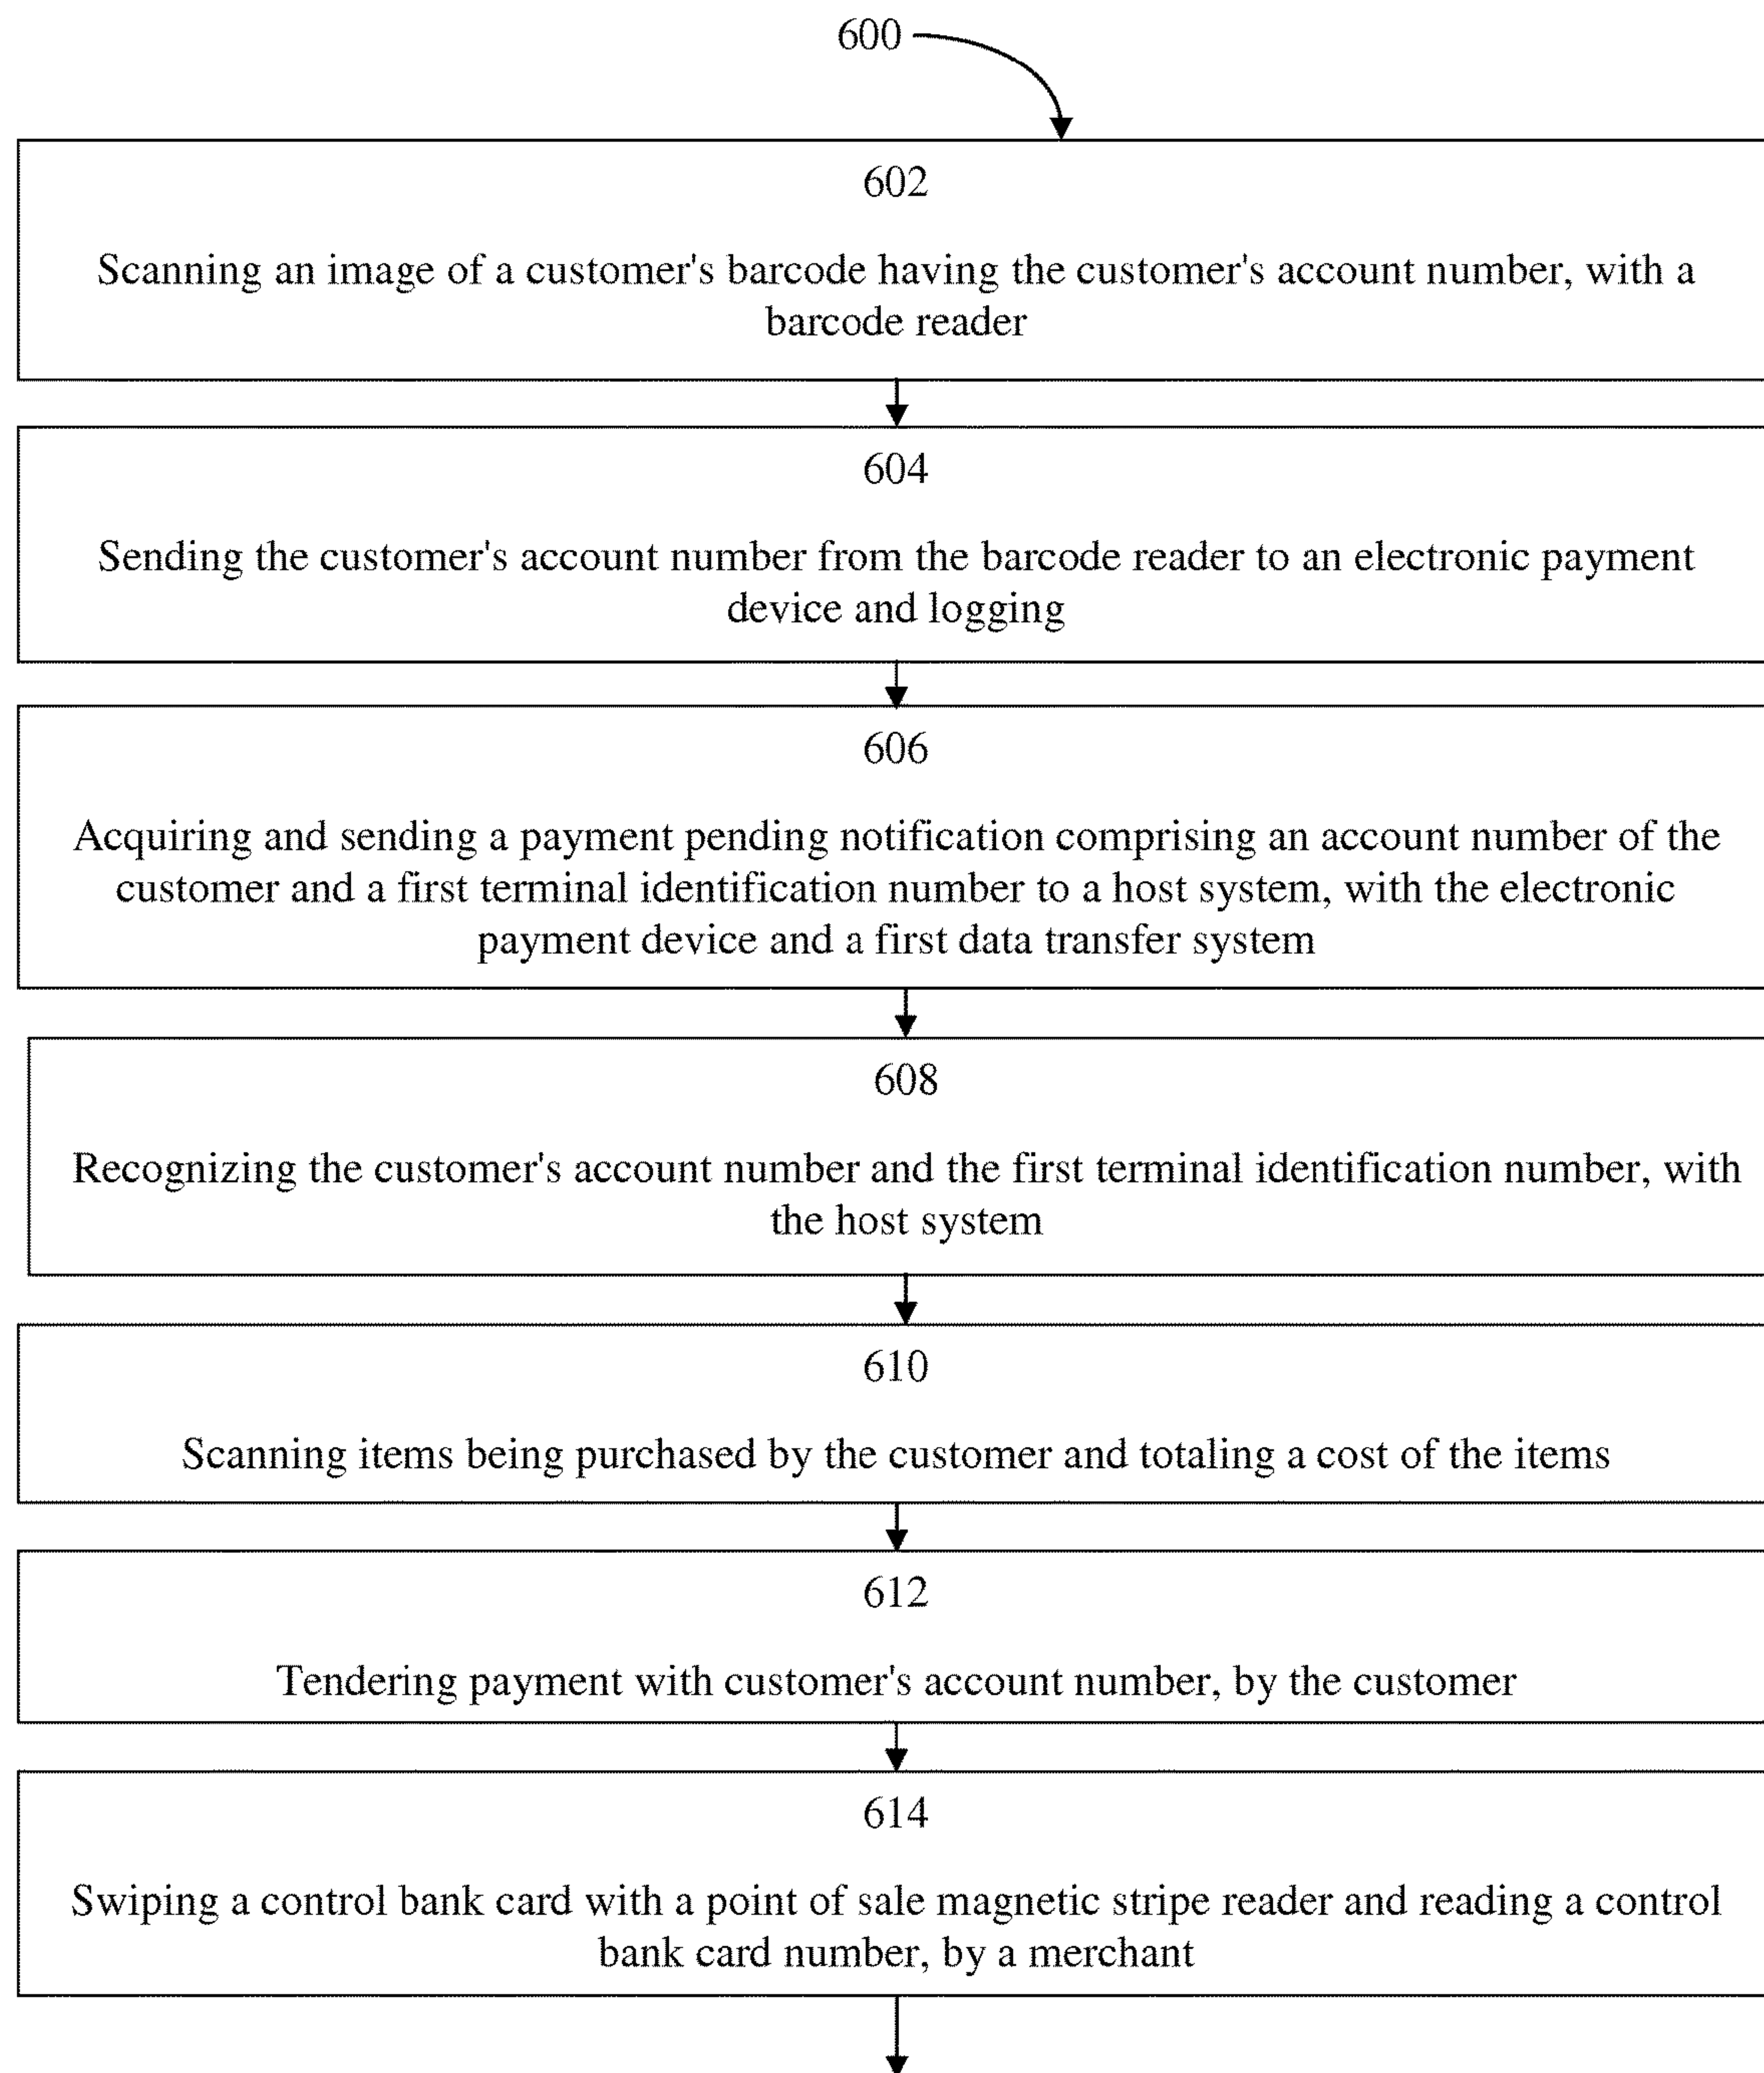 600
602
Scanning an image of a customer's barcode having the customer's account number, with a
barcode reader
604
Sending the customer's account number from the barcode reader to an electronic payment
device and logging
606
Acquiring and sending a payment pending notification comprising an account number of the
customer and a first terminal identification number to a host system, with the electronic
payment device and a first data transfer system
608
Recognizing the customer's account number and the first terminal identification number, with
the host system
610
Scanning items being purchased by the customer and totaling a cost of the items
612
Tendering payment with customer's account number, by the customer
614
Swiping a control bank card with a point of sale magnetic stripe reader and reading a control
bank card number, by a merchant